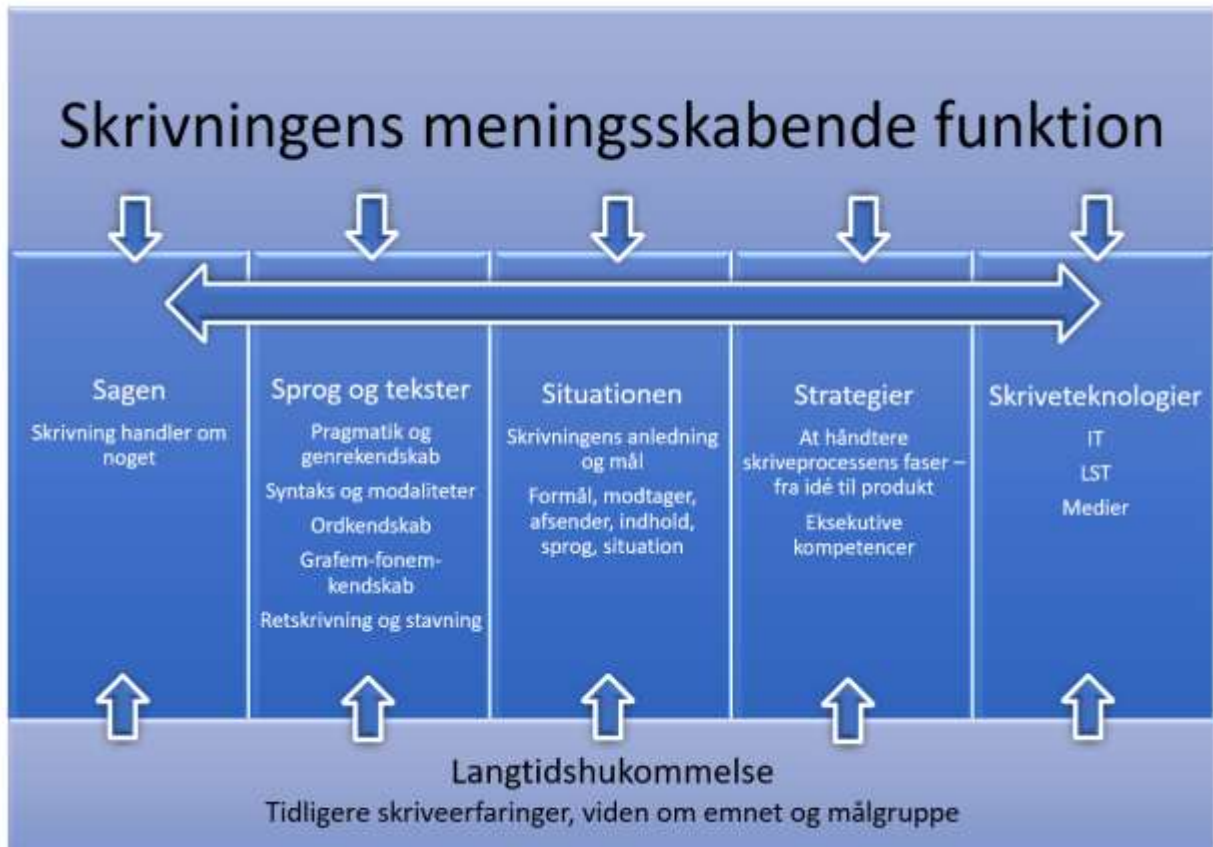 Skrivningens meningsskabende funktion
Sagen
Skrivning handler om
noget
Sprog og tekster
Pragmatik og
genrekendskab
Syntaks og modaliteter
Ordkendskab
Grafem-fonem-
kendskab
Retskrivning og stavning
Situationen
Skrivningens anledning
og mål
Formål, modtager,
afsender, indhold,
sprog, situation
Strategier
At håndtere
skriveprocessens faser –
fra idé til produkt
Eksekutive
kompetencer
Skriveteknologier
IT
LST
Medier
Langtidshukommelse
Tidligere skriveerfaringer, viden om emnet og målgruppe